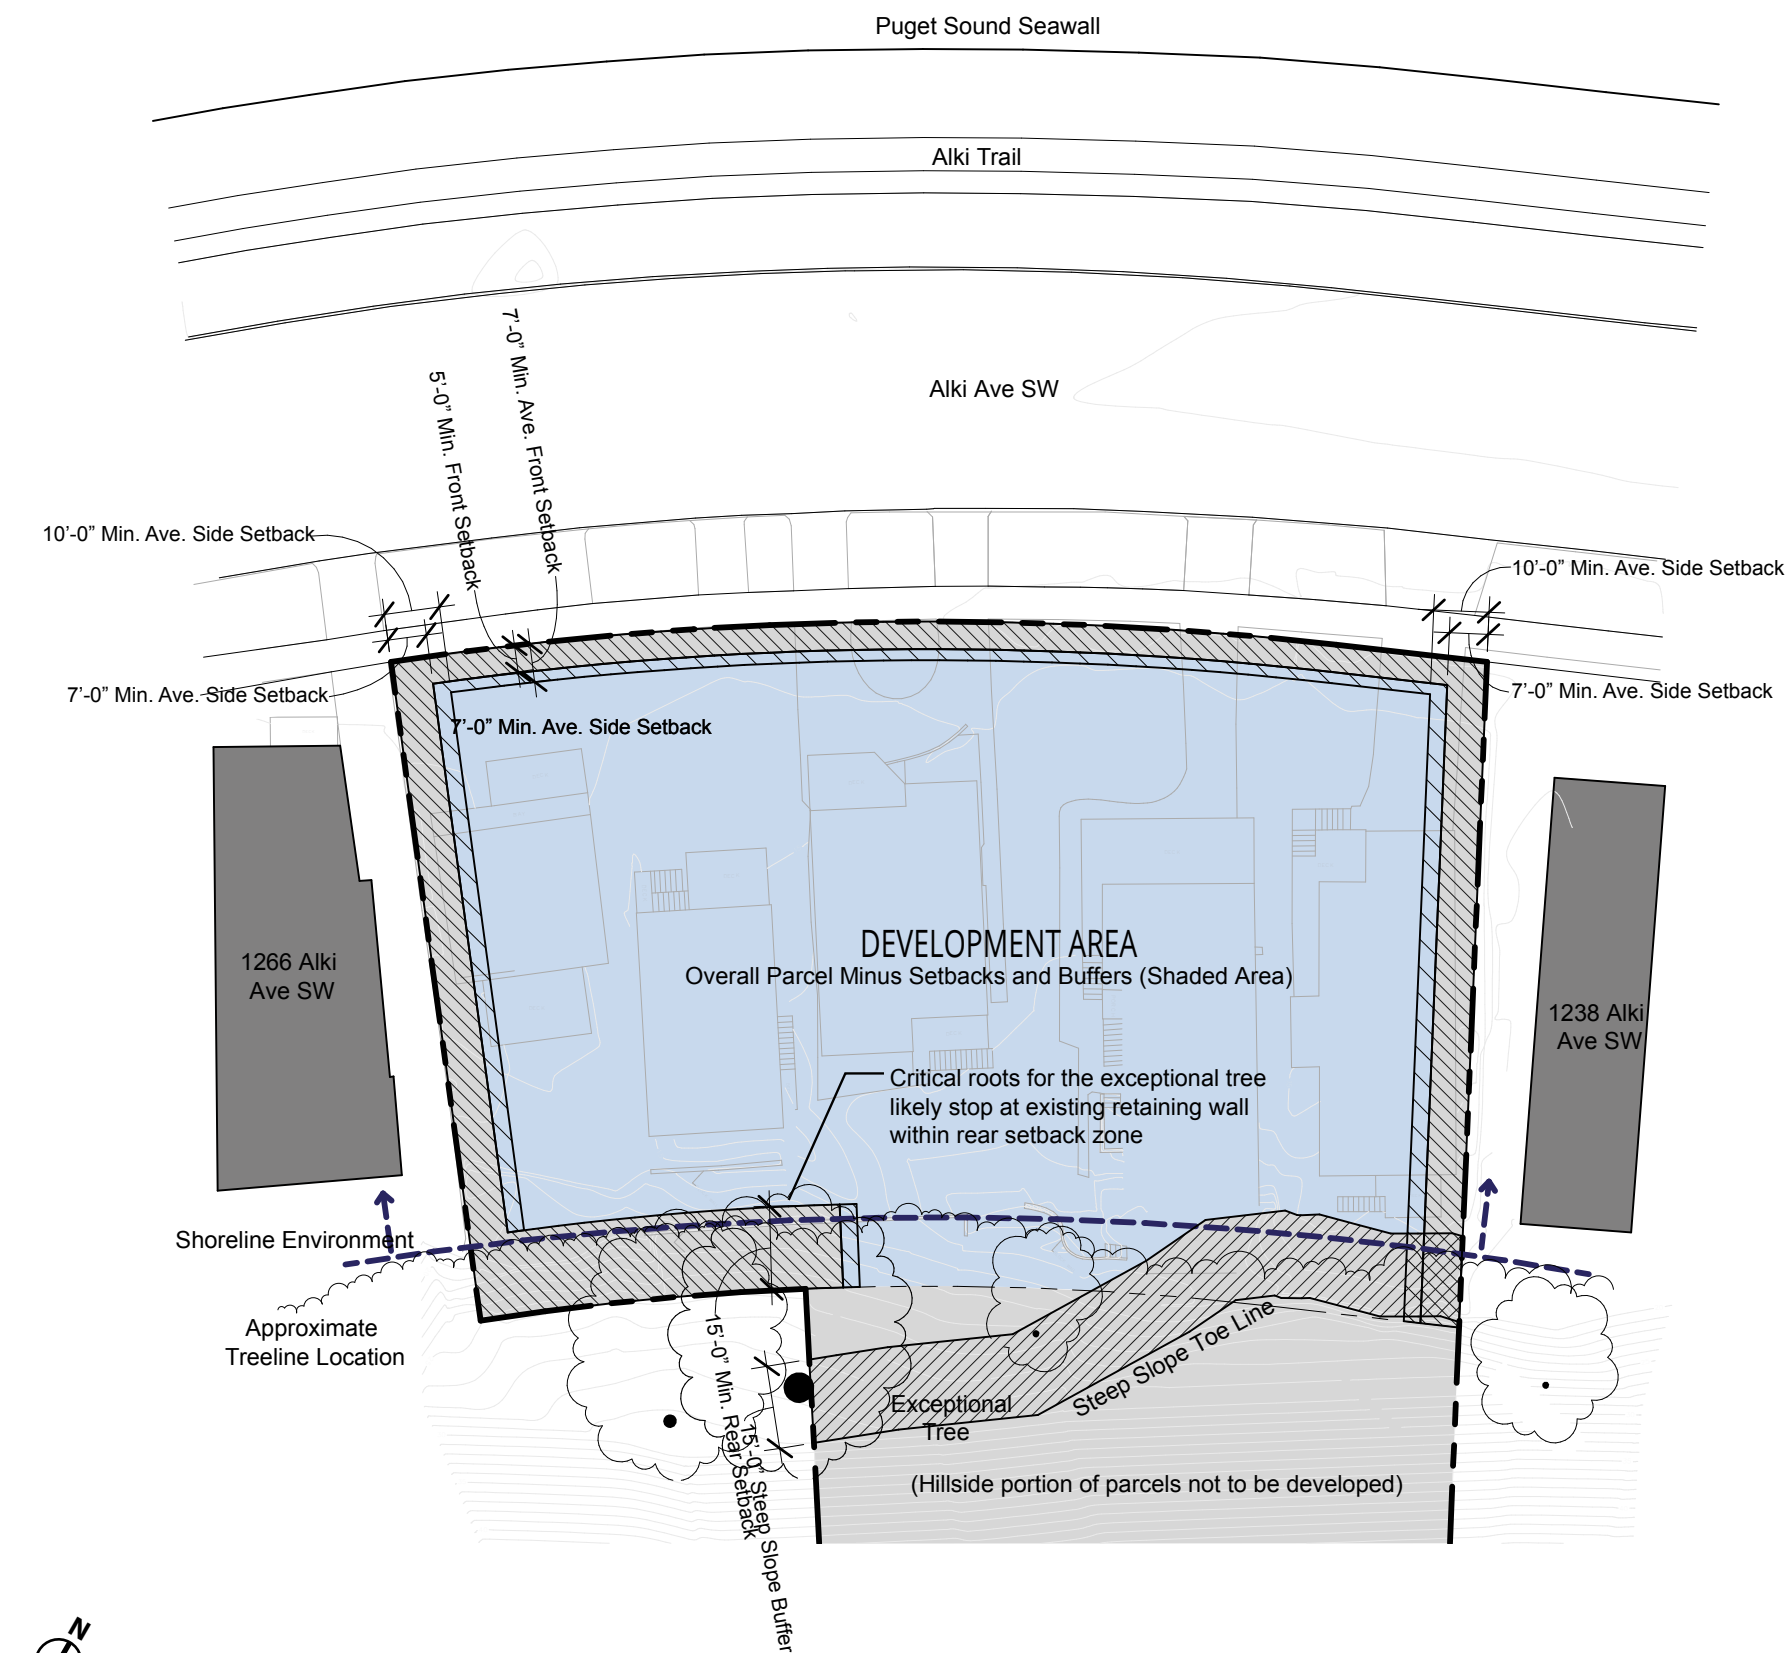 Puget Sound Seawall
Alki Trail
Alki Ave SW
7’-0” Min. Ave. Front Setback
5’-0” Min. Front Setback
10’-0” Min. Ave. Side Setback
10’-0” Min. Ave. Side Setback
7’-0” Min. Ave. Side Setback
7’-0” Min. Ave. Side Setback
7’-0” Min. Ave. Side Setback
DEVELOPMENT AREA
Overall Parcel Minus Setbacks and Buffers (Shaded Area)
1266 Alki
Ave SW
1238 Alki
Ave SW
Critical roots for the exceptional tree
likely stop at existing retaining wall
within rear setback zone
Shoreline Environment
Approximate
Treeline Location
15’-0” Min. Rear
Setback
15’-0” Steep Slope Buffer
Steep Slope Toe Line
Exceptional
Tree
(Hillside portion of parcels not to be developed)
N